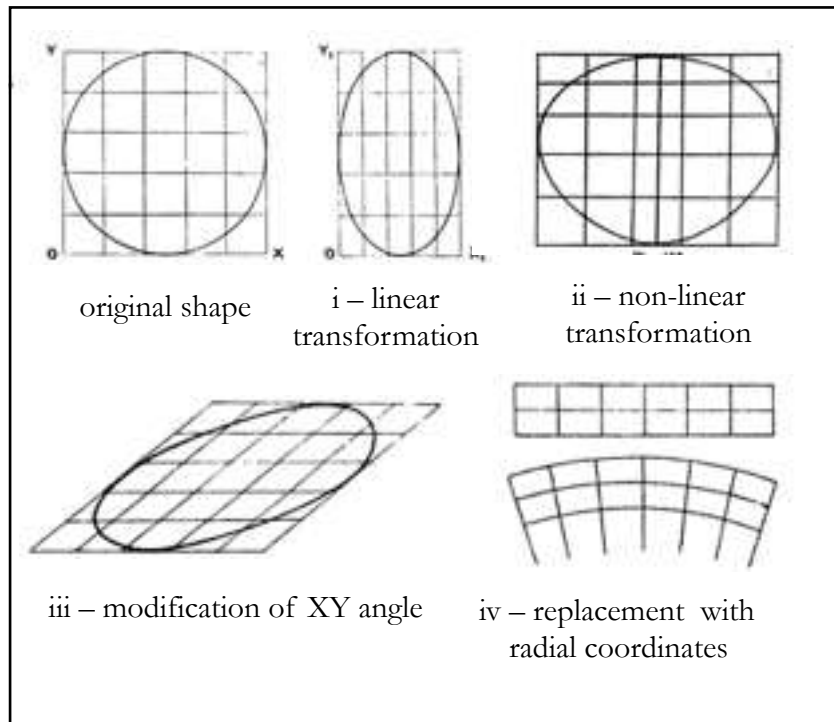 Y
O
X
Y
O
original shape
i – linear
transformation
ii – non-linear
transformation
iii – modification of XY angle
iv – replacement with
radial coordinates